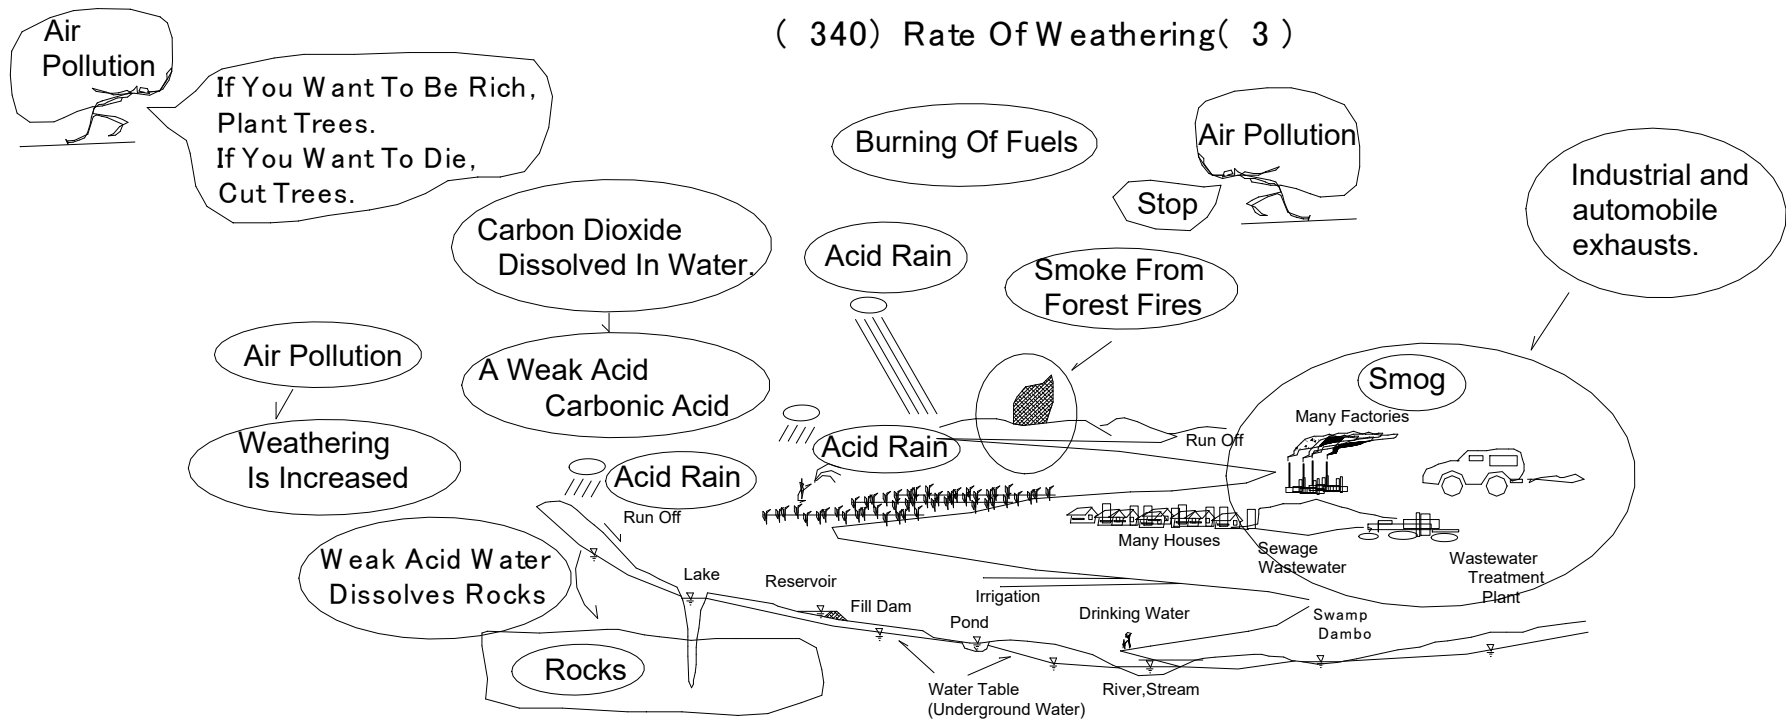 ( 340) Rate Of Weathering( 3 )
Air
Pollution
If You Want To Be Rich,
Plant Trees.
If You Want To Die,
Cut Trees.
Burning Of Fuels
Air Pollution
Stop
Industrial and
automobile
exhausts.
Carbon Dioxide
Dissolved In Water.
Acid Rain
Smoke From
Forest Fires
Air Pollution
A Weak Acid
Carbonic Acid
Smog
Many Factories
Weathering
Is Increased
Acid Rain
Run Off
Acid Rain
Run Off
Many Houses
Sewage
Wastewater
Wastewater
Treatment
Plant
Weak Acid Water
Dissolves Rocks
Lake
Reservoir
Fill Dam
Irrigation
Pond
Drinking Water
Swamp
Dambo
Rocks
Water Table
(Underground Water)
River,Stream